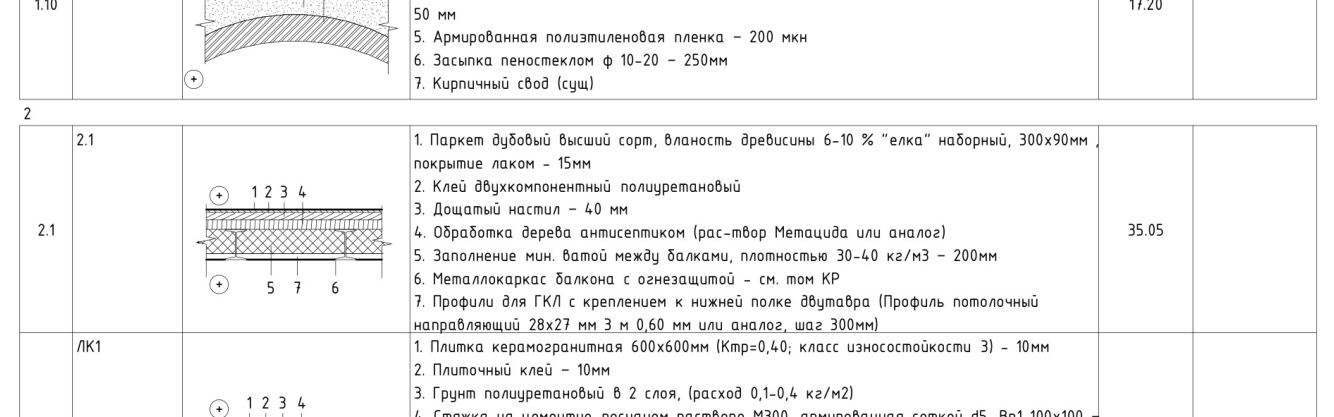 1.10
50 мм
17.20
5. Армированная полиэтиленовая пленка - 200 мкн
6. Засыпка пеностеклом ф 10-20 - 250мм
7. Кирпичный свод (сущ)
+
2
2.1
2.1
1. Паркет дубовый высший сорт, вланость древисины 6-10 % "елка" наборный, 300х90мм ,
покрытие лаком - 15мм
2. Клей двухкомпонентный полиуретановый
3. Дощатый настил - 40 мм
4. Обработка дерева антисептиком (рас-твор Метацида или аналог)
5. Заполнение мин. ватой между балками, плотностью 30-40 кг/м3 - 200мм
6. Металлокаркас балкона с огнезащитой - см. том КР
7. Профили для ГКЛ с креплением к нижней полке двутавра (Профиль потолочный
направляющий 28х27 мм 3 м 0,60 мм или аналог, шаг 300мм)
+ 1 2 3 4
+ 5 7 6
35.05
ЛК1
1. Плитка керамогранитная 600х600мм (Kтр=0,40; класс износостойкости 3) - 10мм
2. Плиточный клей - 10мм
3. Грунт полиуретановый в 2 слоя, (расход 0,1-0,4 кг/м2)
+ 1 2 3 4